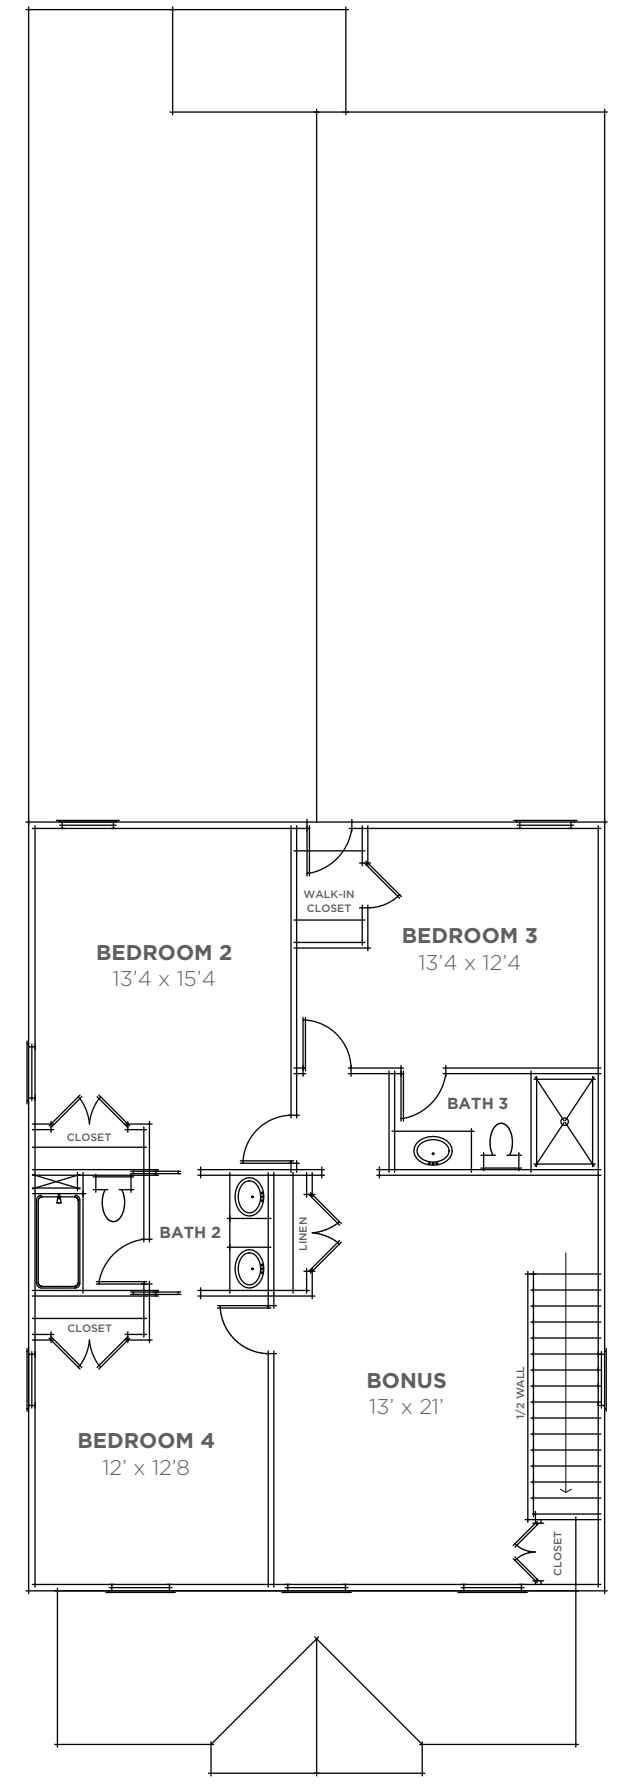 WALK-IN
CLOSET
BEDROOM 2
13’4 x 15’4
BEDROOM 3
13’4 x 12’4
BATH 3
CLOSET
BATH 2
LINEN
CLOSET
BONUS
13’ x 21’
1/2 WALL
BEDROOM 4
12’ x 12’8
CLOSET